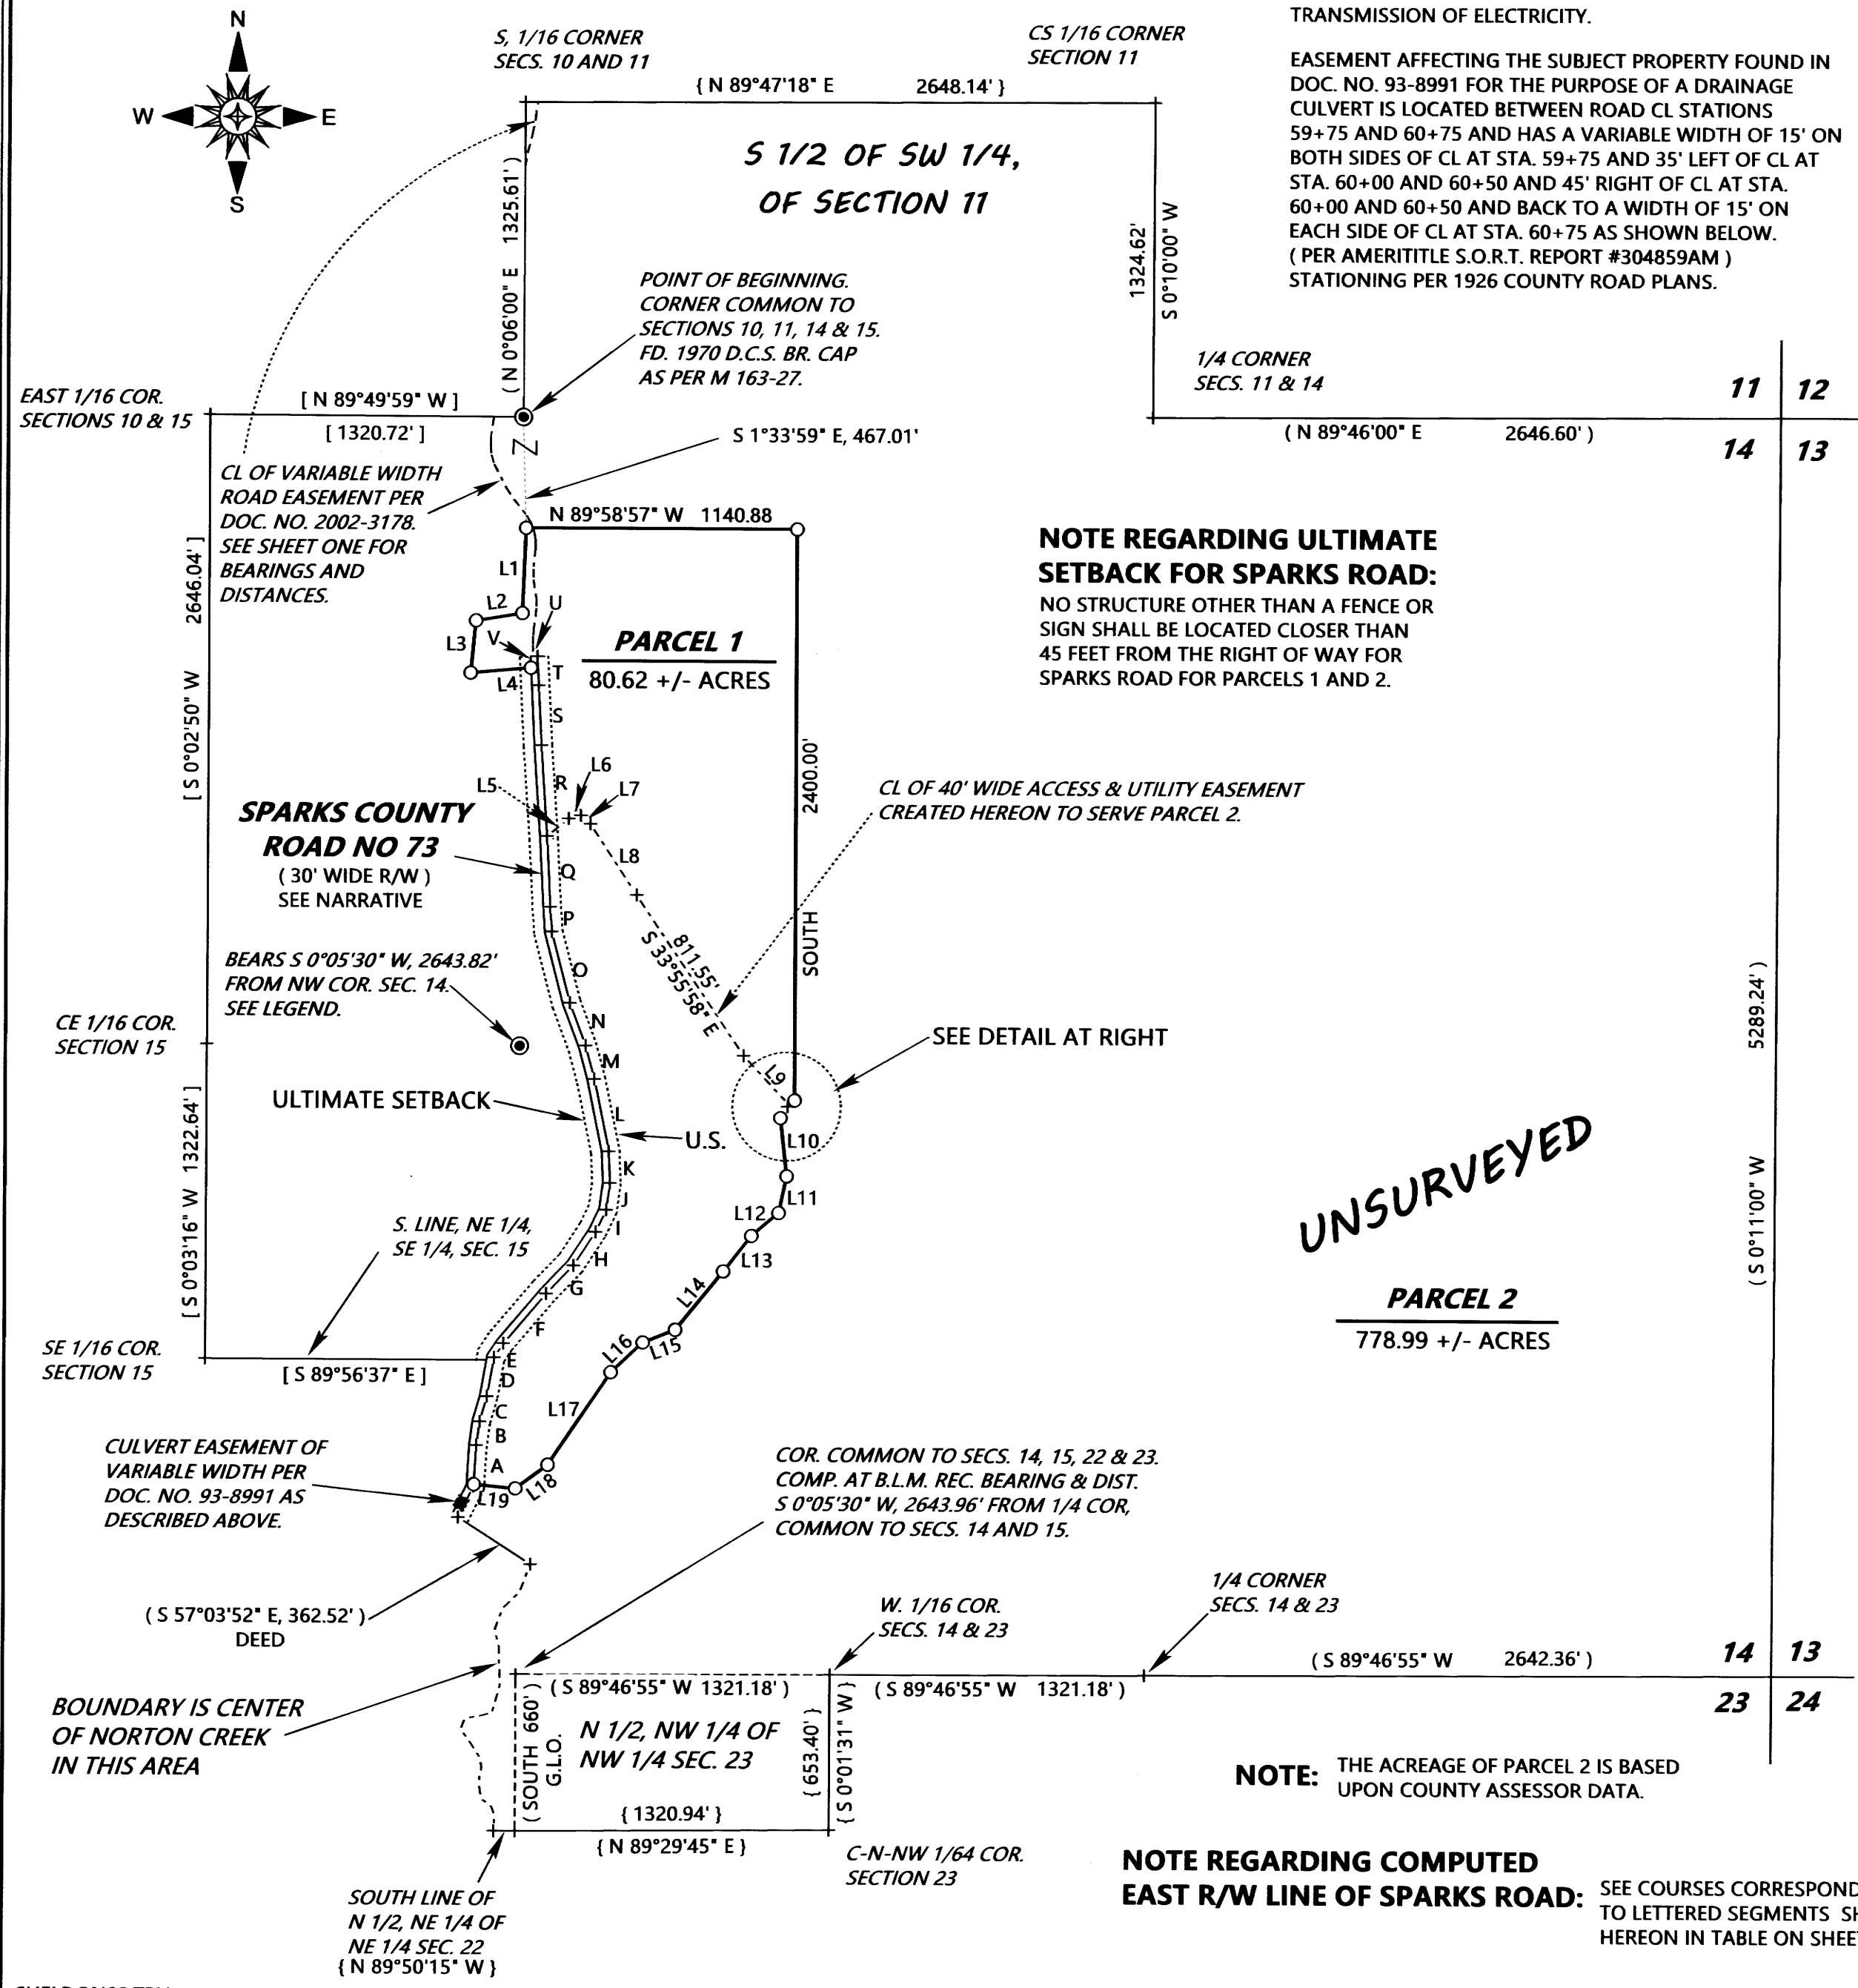 N
W
E
S
S, 1/16 CORNER
SECS. 10 AND 11
CS 1/16 CORNER
SECTION 11
{ N 89°47'18" E 2648.14' }
TRANSMISSION OF ELECTRICITY.
EASEMENT AFFECTING THE SUBJECT PROPERTY FOUND IN
DOC. NO. 93-8991 FOR THE PURPOSE OF A DRAINAGE
CULVERT IS LOCATED BETWEEN ROAD CL STATIONS
59+75 AND 60+75 AND HAS A VARIABLE WIDTH OF 15' ON
BOTH SIDES OF CL AT STA. 59+75 AND 35' LEFT OF CL AT
STA. 60+00 AND 60+50 AND 45' RIGHT OF CL AT STA.
60+00 AND 60+50 AND BACK TO A WIDTH OF 15' ON
EACH SIDE OF CL AT STA. 60+75 AS SHOWN BELOW.
( PER AMERITITLE S.O.R.T. REPORT #304859AM )
STATIONING PER 1926 COUNTY ROAD PLANS.
S 1/2 OF SW 1/4,
OF SECTION 11
( N 0°06'00" E 1325.61' )
1324.62'
S 0°10'00" W
POINT OF BEGINNING.
CORNER COMMON TO
SECTIONS 10, 11, 14 & 15.
FD. 1970 D.C.S. BR. CAP
AS PER M 163-27.
1/4 CORNER
SECS. 11 & 14
11
12
14
13
( N 89°46'00" E 2646.60' )
EAST 1/16 COR.
SECTIONS 10 & 15
[ N 89°49'59" W ]
[ 1320.72' ]
S 1°33'59" E, 467.01'
CL OF VARIABLE WIDTH
ROAD EASEMENT PER
DOC. NO. 2002-3178.
SEE SHEET ONE FOR
BEARINGS AND
DISTANCES.
N 89°58'57" W 1140.88
[ S 0°02'50" W 2646.04' ]
L1
L2
L3
L4
V
U
T
S
R
Q
P
O
N
M
L
K
J
I
H
G
F
E
D
C
B
A
PARCEL 1
80.62 +/- ACRES
NOTE REGARDING ULTIMATE
SETBACK FOR SPARKS ROAD:
NO STRUCTURE OTHER THAN A FENCE OR
SIGN SHALL BE LOCATED CLOSER THAN
45 FEET FROM THE RIGHT OF WAY FOR
SPARKS ROAD FOR PARCELS 1 AND 2.
L5
L6
L7
L8
SOUTH 2400.00'
CL OF 40' WIDE ACCESS & UTILITY EASEMENT
CREATED HEREON TO SERVE PARCEL 2.
SPARKS COUNTY
ROAD NO 73
( 30' WIDE R/W )
SEE NARRATIVE
811.55'
S 33°55'58" E
BEARS S 0°05'30" W, 2643.82'
FROM NW COR. SEC. 14.
SEE LEGEND.
CE 1/16 COR.
SECTION 15
SEE DETAIL AT RIGHT
5289.24' )
( S 0°11'00" W
ULTIMATE SETBACK
U.S.
L9
L10
L11
L12
L13
L14
L15
L16
L17
L18
L19
[ S 0°03'16" W 1322.64' ]
UNSURVEYED
PARCEL 2
778.99 +/- ACRES
S. LINE, NE 1/4,
SE 1/4, SEC. 15
SE 1/16 COR.
SECTION 15
[ S 89°56'37" E ]
CULVERT EASEMENT OF
VARIABLE WIDTH PER
DOC. NO. 93-8991 AS
DESCRIBED ABOVE.
COR. COMMON TO SECS. 14, 15, 22 & 23.
COMP. AT B.L.M. REC. BEARING & DIST.
S 0°05'30" W, 2643.96' FROM 1/4 COR,
COMMON TO SECS. 14 AND 15.
( S 57°03'52" E, 362.52' )
DEED
W. 1/16 COR.
SECS. 14 & 23
1/4 CORNER
SECS. 14 & 23
( S 89°46'55" W 2642.36' )
14
13
23
24
( S 89°46'55" W 1321.18' )
( S 89°46'55" W 1321.18' )
BOUNDARY IS CENTER
OF NORTON CREEK
IN THIS AREA
( SOUTH 660' )
G.L.O.
N 1/2, NW 1/4 OF
NW 1/4 SEC. 23
{ 653.40' }
{ S 0°01'31" W }
{ 1320.94' }
{ N 89°29'45" E }
NOTE: THE ACREAGE OF PARCEL 2 IS BASED
UPON COUNTY ASSESSOR DATA.
C-N-NW 1/64 COR.
SECTION 23
SOUTH LINE OF
N 1/2, NE 1/4 OF
NE 1/4 SEC. 22
{ N 89°50'15" W }
NOTE REGARDING COMPUTED
EAST R/W LINE OF SPARKS ROAD:
SEE COURSES CORRESPOND
TO LETTERED SEGMENTS SH
HEREON IN TABLE ON SHEE